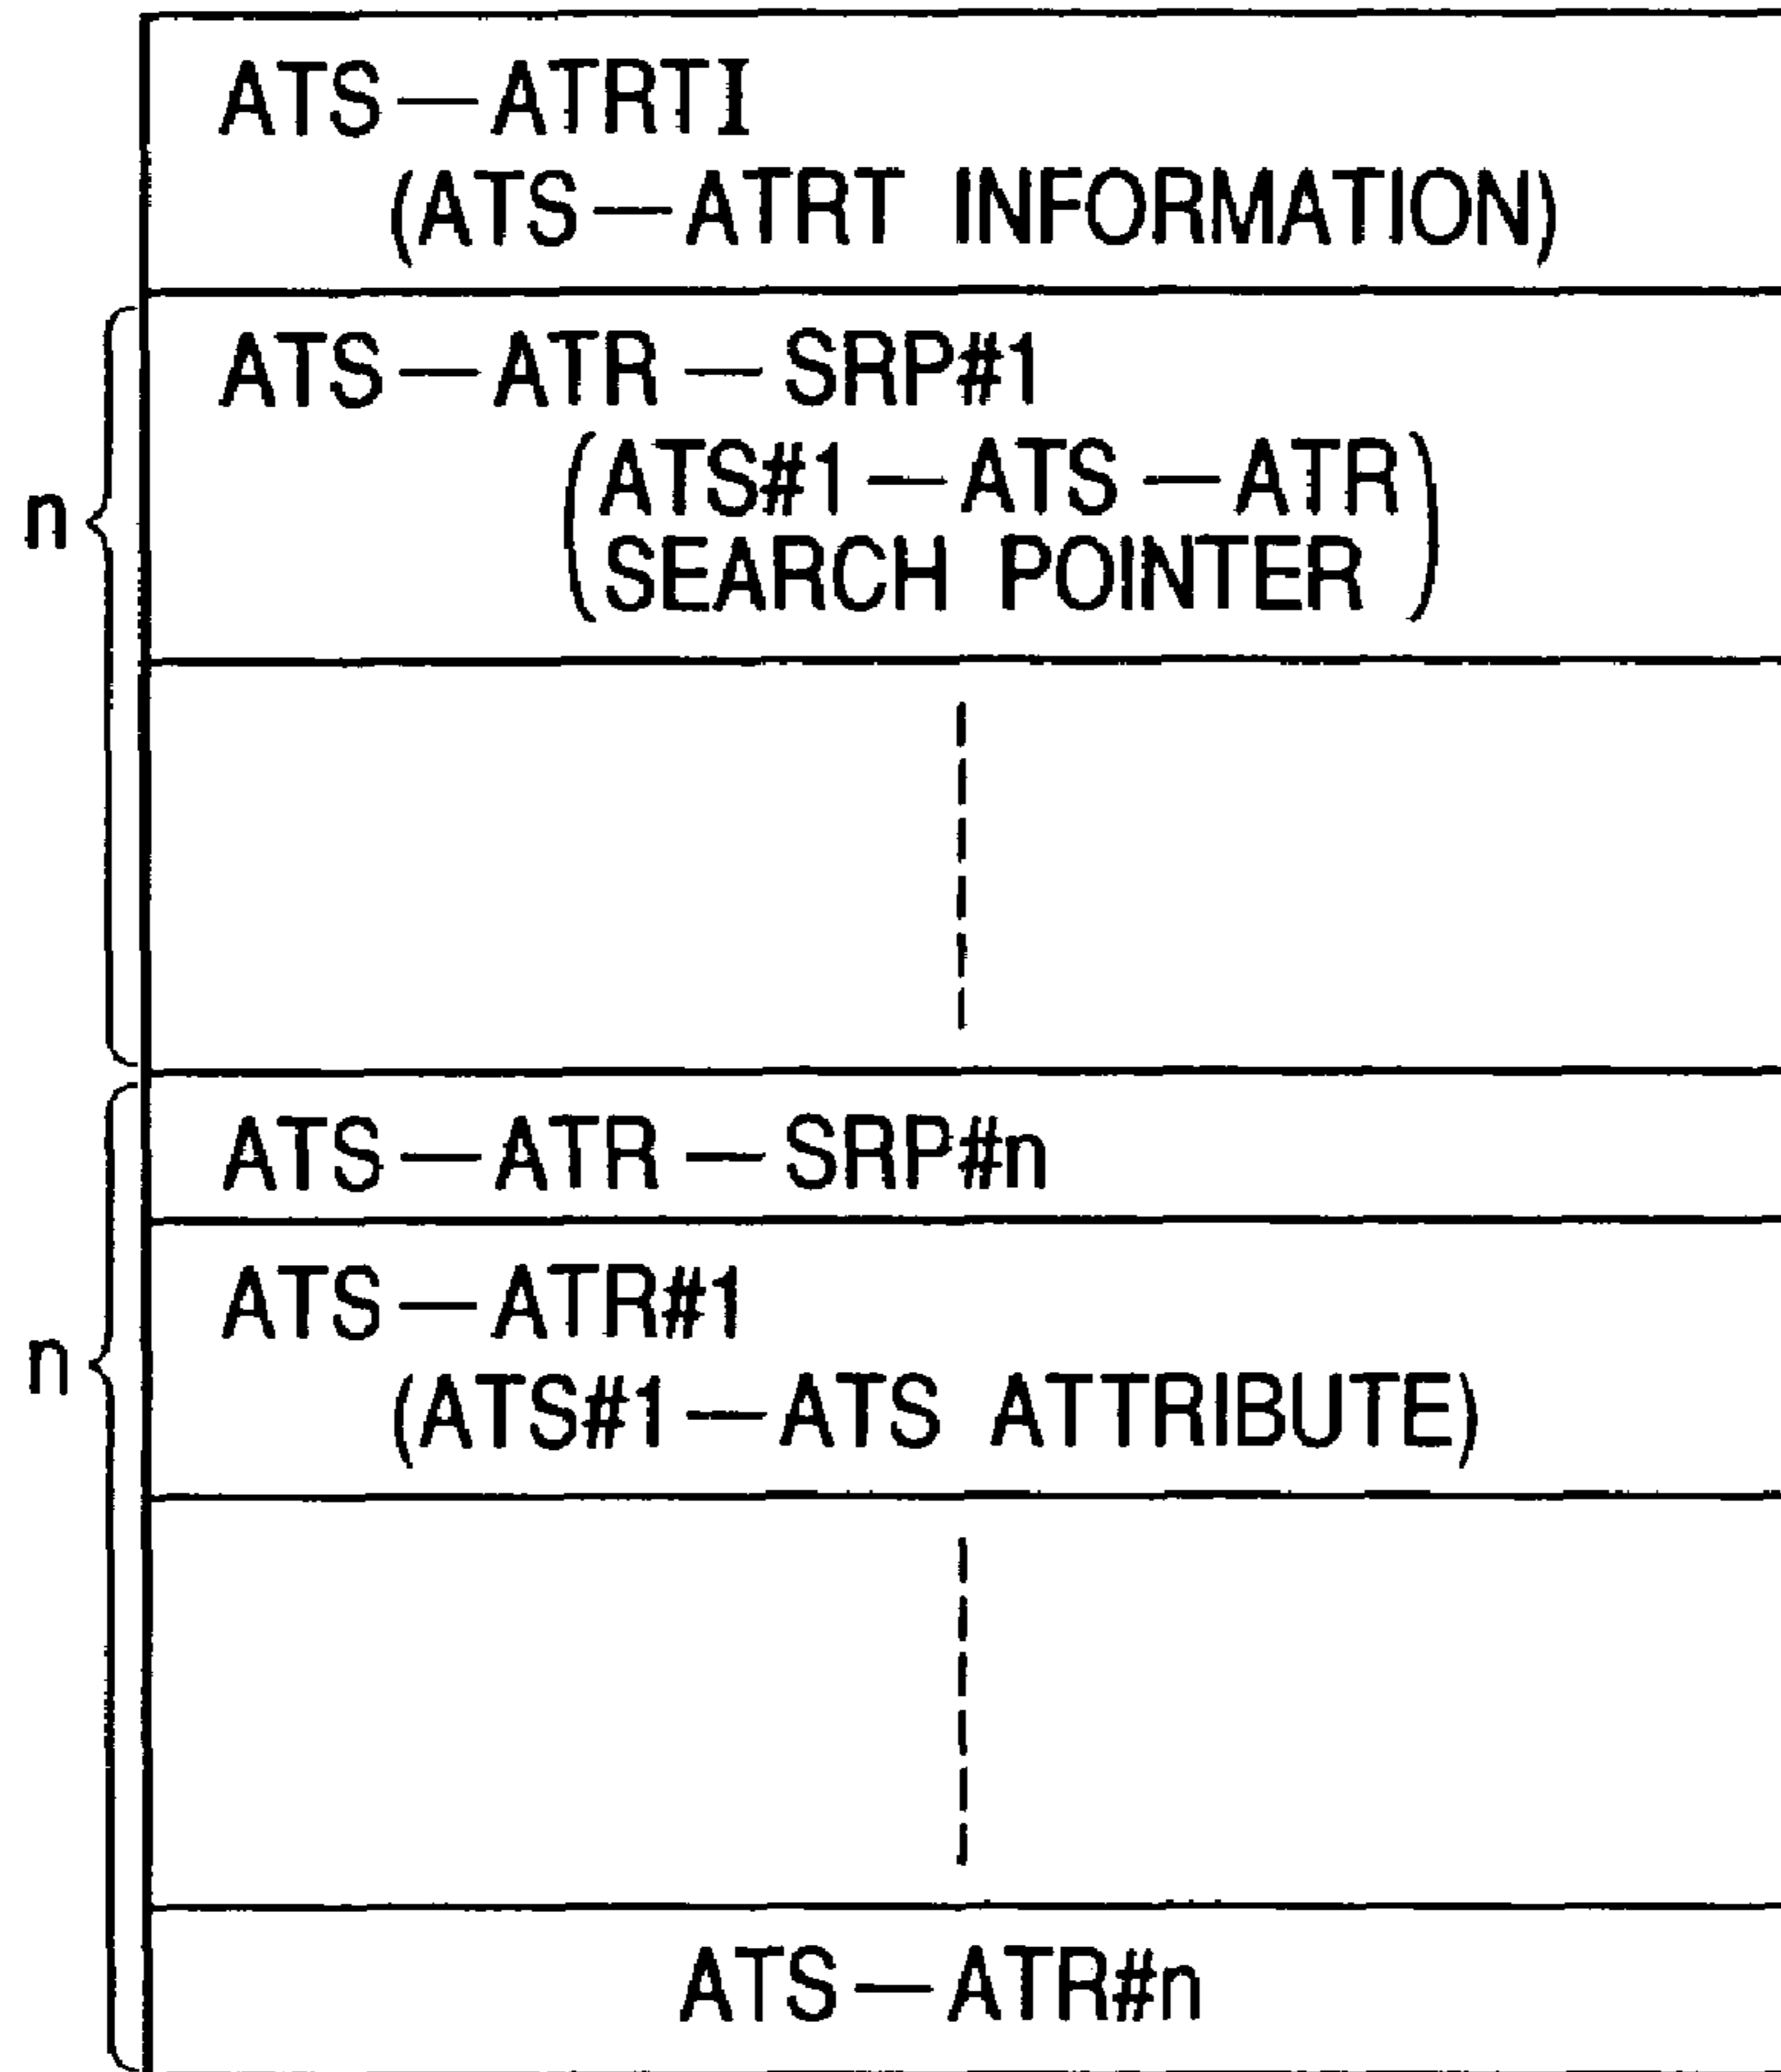 ATS—ATRTI
(ATS—ATRT INFORMATION)
n
ATS—ATR—SRP#1
(ATS#1—ATS—ATR
SEARCH POINTER)
ATS—ATR—SRP#n
n
ATS—ATR#1
(ATS#1—ATS ATTRIBUTE)
ATS—ATR#n